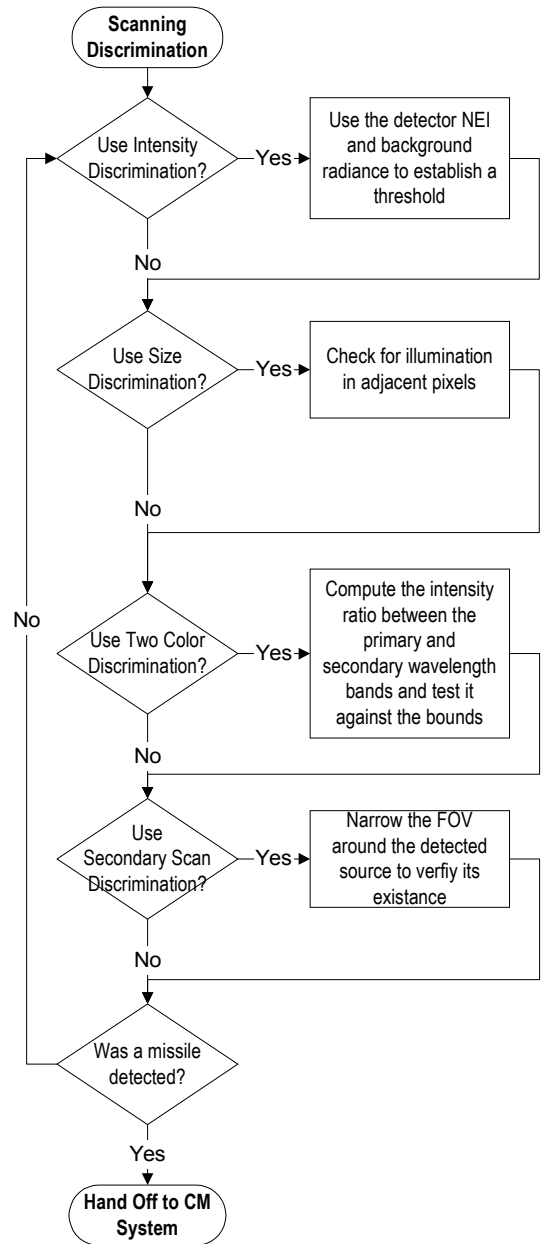 Scanning
Discrimination
Use Intensity
Discrimination?
Yes
Use the detector NEI
and background
radiance to establish a
threshold
No
Use Size
Discrimination?
Yes
Check for illumination
in adjacent pixels
No
No
Use Two Color
Discrimination?
Yes
Compute the intensity
ratio between the
primary and
secondary wavelength
bands and test it
against the bounds
No
Use
Secondary Scan
Discrimination?
Yes
Narrow the FOV
around the detected
source to verfiy its
existance
No
Was a missile
detected?
Yes
Hand Off to CM
System